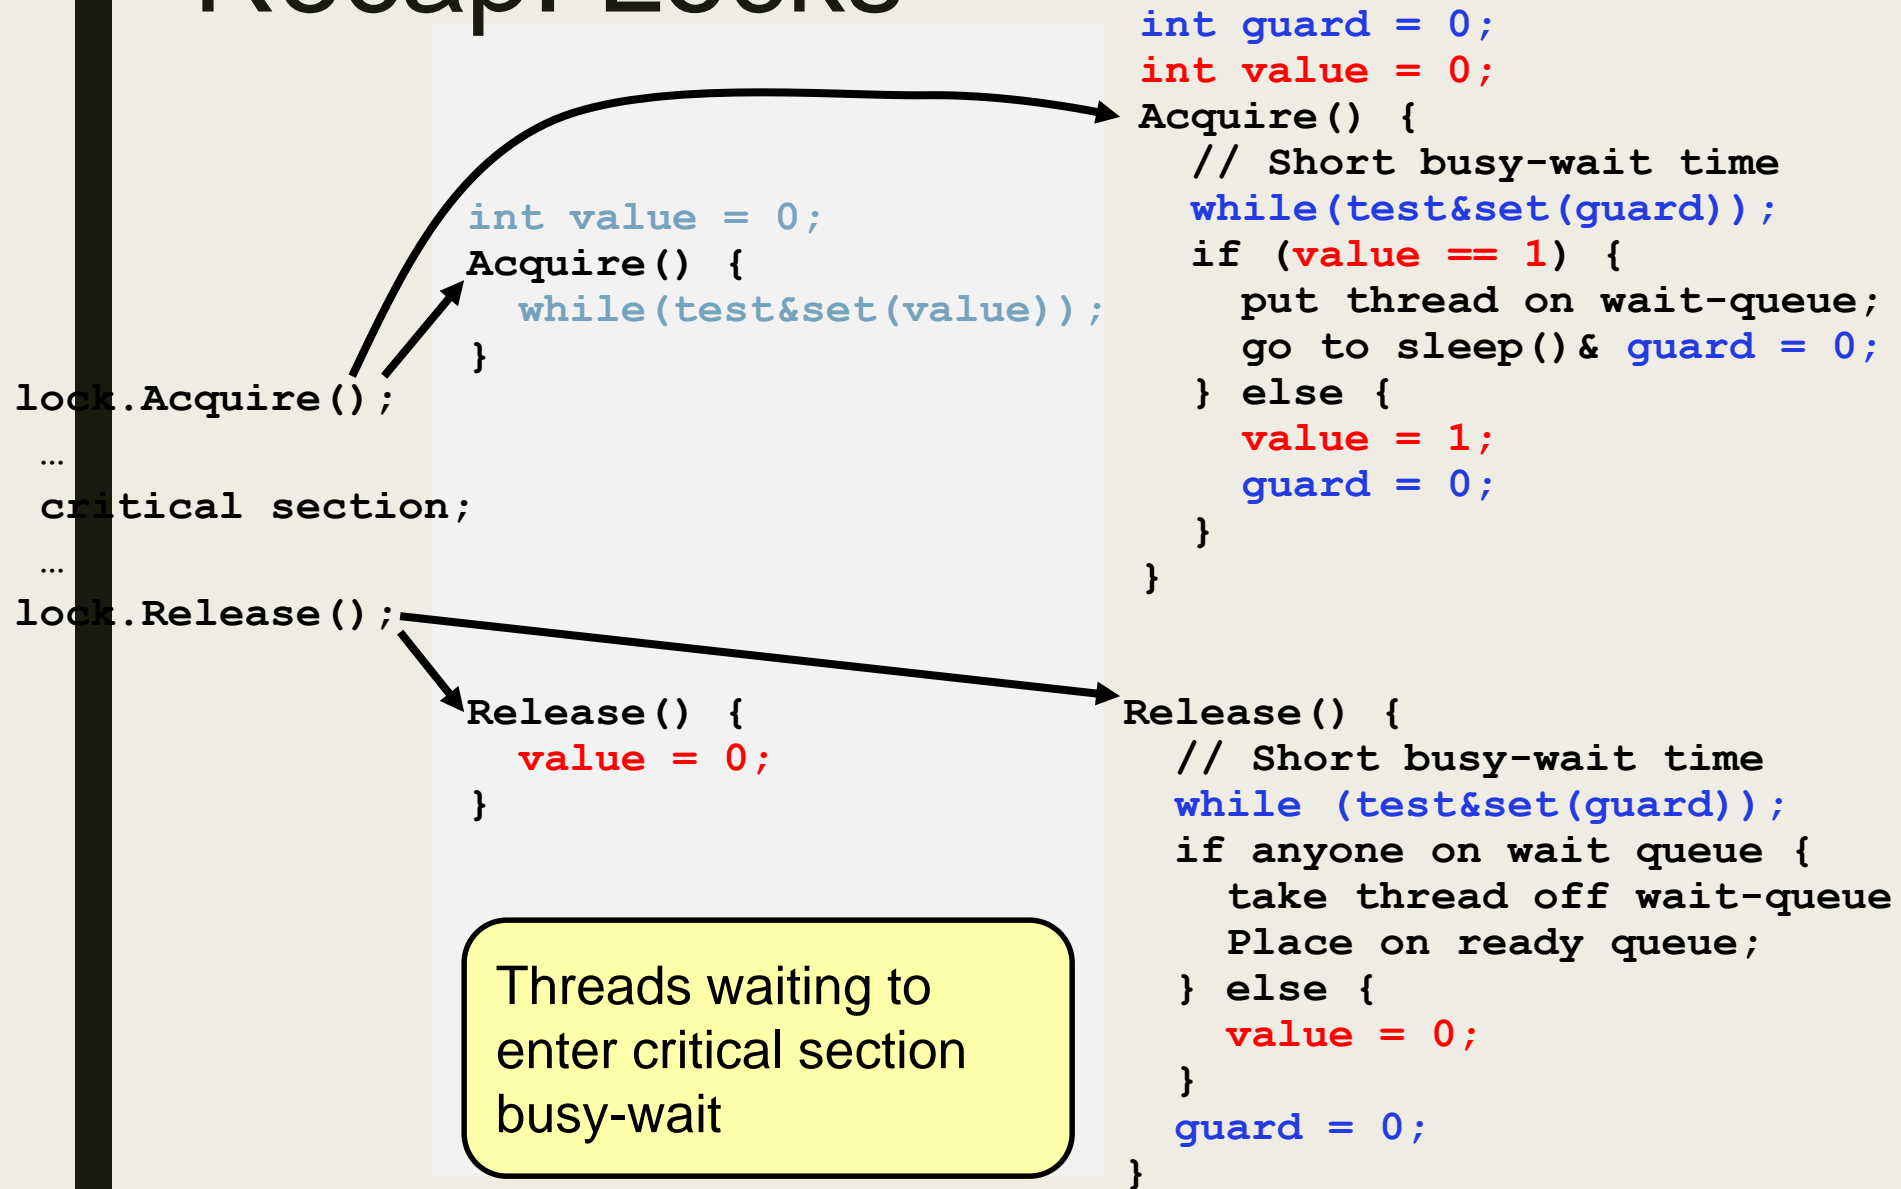 Recap: Locks
lock.Acquire();
…
critical section;
…
lock.Release();
int value = 0;
Acquire() {
while(test&set(value));
}
Release() {
value = 0;
}
Threads waiting to
enter critical section
busy-wait
int guard = 0;
int value = 0;
Acquire() {
// Short busy-wait time
while(test&set(guard));
if (value == 1) {
put thread on wait-queue;
go to sleep()& guard = 0;
} else {
value = 1;
guard = 0;
}
}
Release() {
// Short busy-wait time
while (test&set(guard));
if anyone on wait queue {
take thread off wait-queue
Place on ready queue;
} else {
value = 0;
}
guard = 0;
}